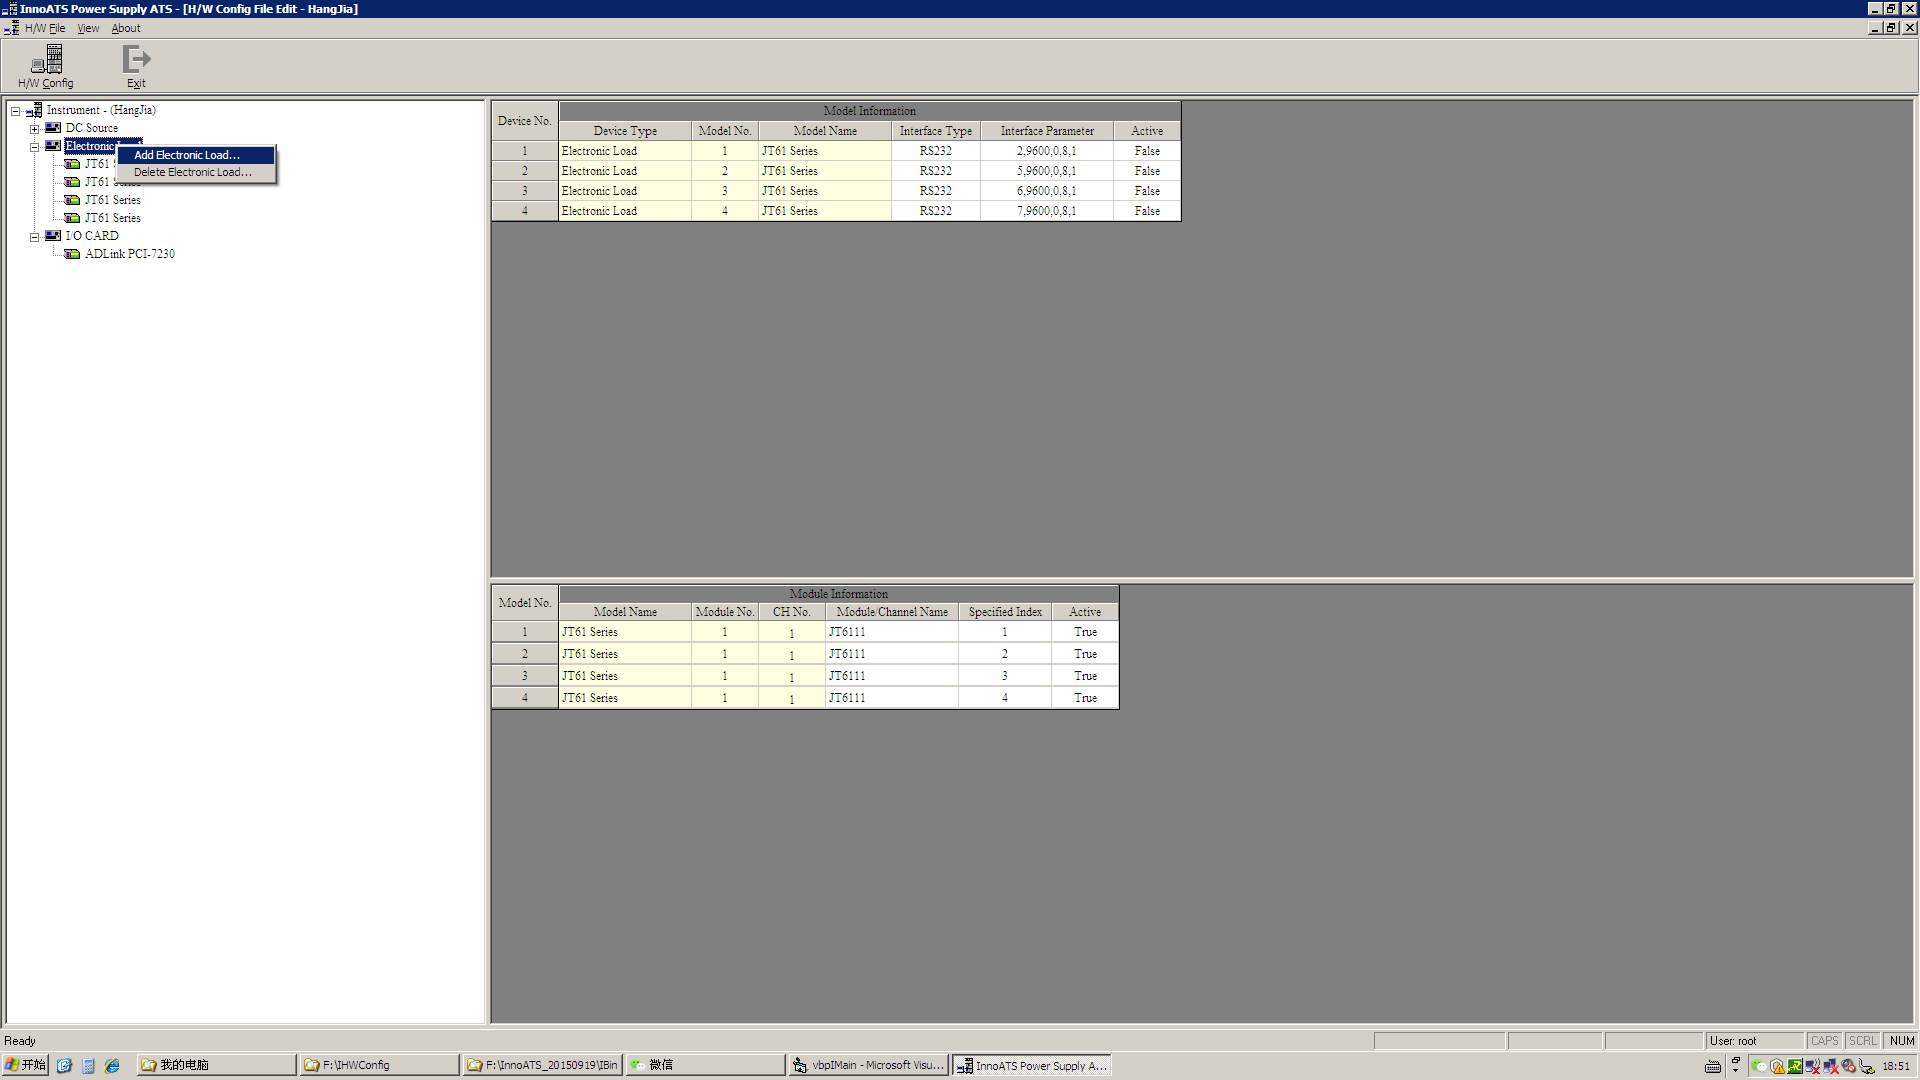 InnoATS Power Supply ATS - [H/W Config File Edit - HangJia]
H/W File View About
H/W Config Exit
Instrument - (HangJia)
DC Source
Electronic
Add Electronic Load...
Delete Electronic Load...
JT61
JT61
JT61 Series
JT61 Series
I/O CARD
ADLink PCI-7230
Device No. Model Information
Device Type Model No. Model Name Interface Type Interface Parameter Active
1 Electronic Load 1 JT61 Series RS232 2,9600,0,8,1 False
2 Electronic Load 2 JT61 Series RS232 5,9600,0,8,1 False
3 Electronic Load 3 JT61 Series RS232 6,9600,0,8,1 False
4 Electronic Load 4 JT61 Series RS232 7,9600,0,8,1 False
Model No. Module Information
Model Name Module No. CH No. Module/Channel Name Specified Index Active
1 JT61 Series 1 1 JT6111 1 True
2 JT61 Series 1 1 JT6111 2 True
3 JT61 Series 1 1 JT6111 3 True
4 JT61 Series 1 1 JT6111 4 True
Ready User: root CAPS SCRL NUM
开始 我的电脑 F:\IHWConfig F:\InnoATS_20150919\IBin 微信 vbpIMain - Microsoft Visu... InnoATS Power Supply A... 18:51